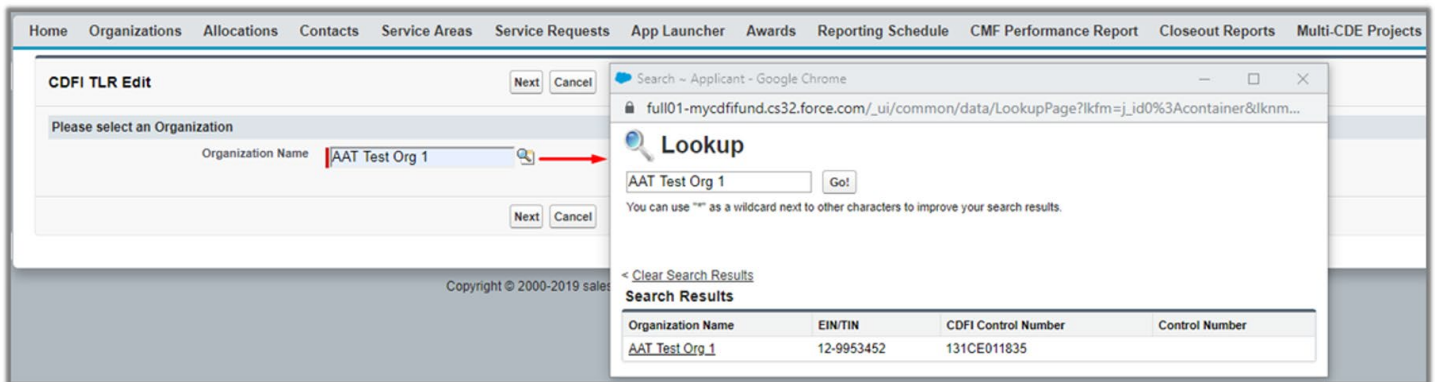 Home Organizations Allocations Contacts Service Areas Service Requests App Launcher Awards Reporting Schedule CMF Performance Report Closeout Reports Multi-CDE Projects
CDFI TLR Edit
Next Cancel
Please select an Organization
Organization Name AAT Test Org 1
Next Cancel
Copyright © 2000-2019 sales
Search ~ Applicant - Google Chrome
full01-mycdfifund.cs32.force.com/_ui/common/data/LookupPage?lkfm=j_id0%3Acontainer&lknm...
Lookup
AAT Test Org 1 Go!
You can use "*" as a wildcard next to other characters to improve your search results.
< Clear Search Results
Search Results
Organization Name EIN/TIN CDFI Control Number Control Number
AAT Test Org 1 12-9953452 131CE011835